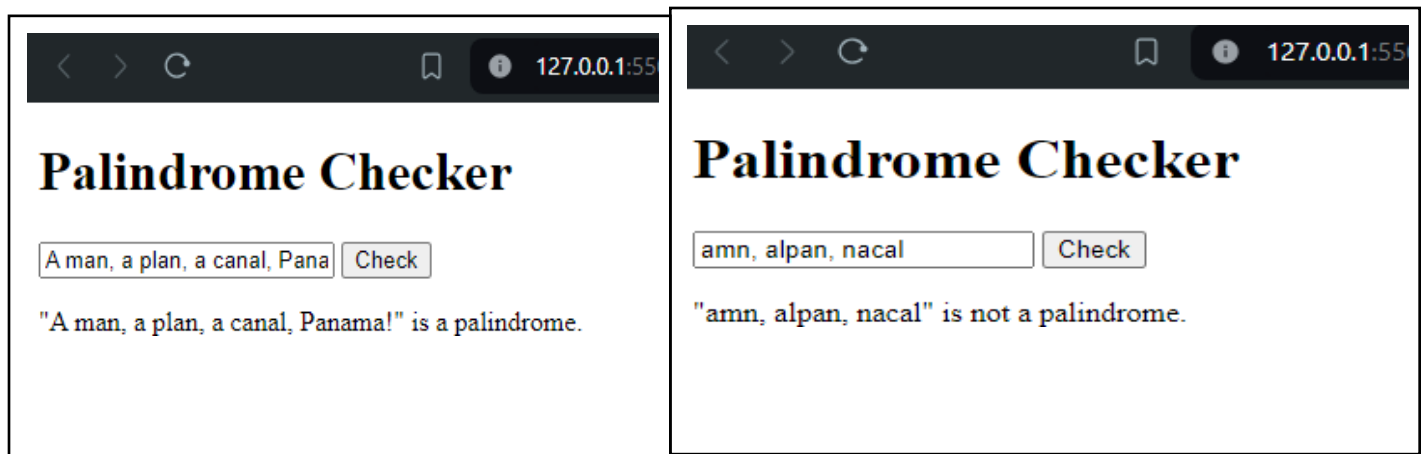 127.0.0.1:55
Palindrome Checker
A man, a plan, a canal, Pana
Check
"A man, a plan, a canal, Panama!" is a palindrome.
127.0.0.1:55
Palindrome Checker
amn, alpan, nacal
Check
"amn, alpan, nacal" is not a palindrome.